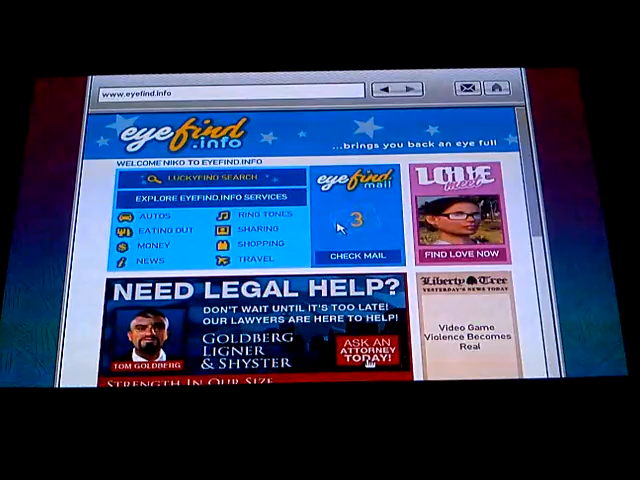 www.eyefind.info
eyefind
.info
...brings you back an eye full
WELCOME NIKO TO EYEFIND.INFO
LUCKYFIND SEARCH
EXPLORE EYEFIND.INFO SERVICES
AUTOS
RING TONES
EATING OUT
SHARING
MONEY
SHOPPING
NEWS
TRAVEL
eyefind
mail
3
CHECK MAIL
LOVE
meet
FIND LOVE NOW
NEED LEGAL HELP?
DON'T WAIT UNTIL IT'S TOO LATE!
OUR LAWYERS ARE HERE TO HELP!
GOLDBERG
LIGNER
& SHYSTER
TOM GOLDBERG
ASK AN
ATTORNEY
TODAY!
STRENGTH IN OUR SIZE
Liberty Tree
YESTERDAY'S NEWS TODAY
Video Game
Violence Becomes
Real